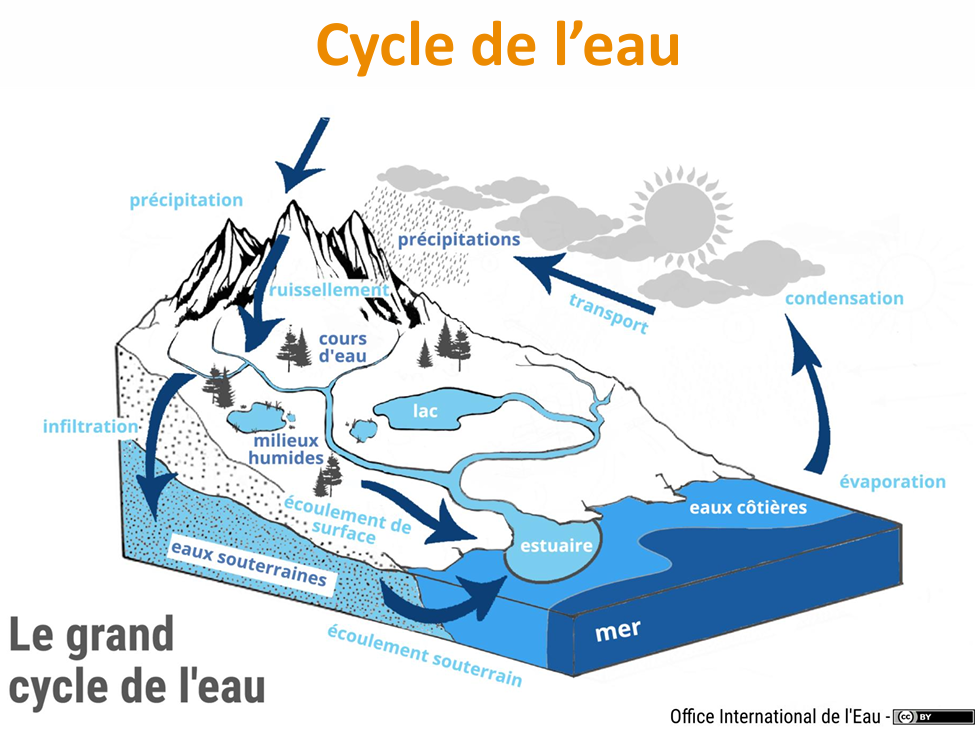 Cycle de l’eau
précipitation
précipitations
ruissellement
transport
condensation
cours
d'eau
lac
infiltration
milieux
humides
évaporation
écoulement de
surface
eaux côtières
estuaire
eaux souterraines
mer
écoulement souterrain
Le grand
cycle de l'eau
Office International de l'Eau - cc BY